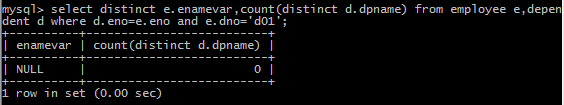 mysql> select distinct e.enamevar,count(distinct d.dpname) from employee e,depen
dent d where d.eno=e.eno and e.dno='d01';
+----------+--------------------------+
| enamevar | count(distinct d.dpname) |
+----------+--------------------------+
| NULL     |                        0 |
+----------+--------------------------+
1 row in set (0.00 sec)